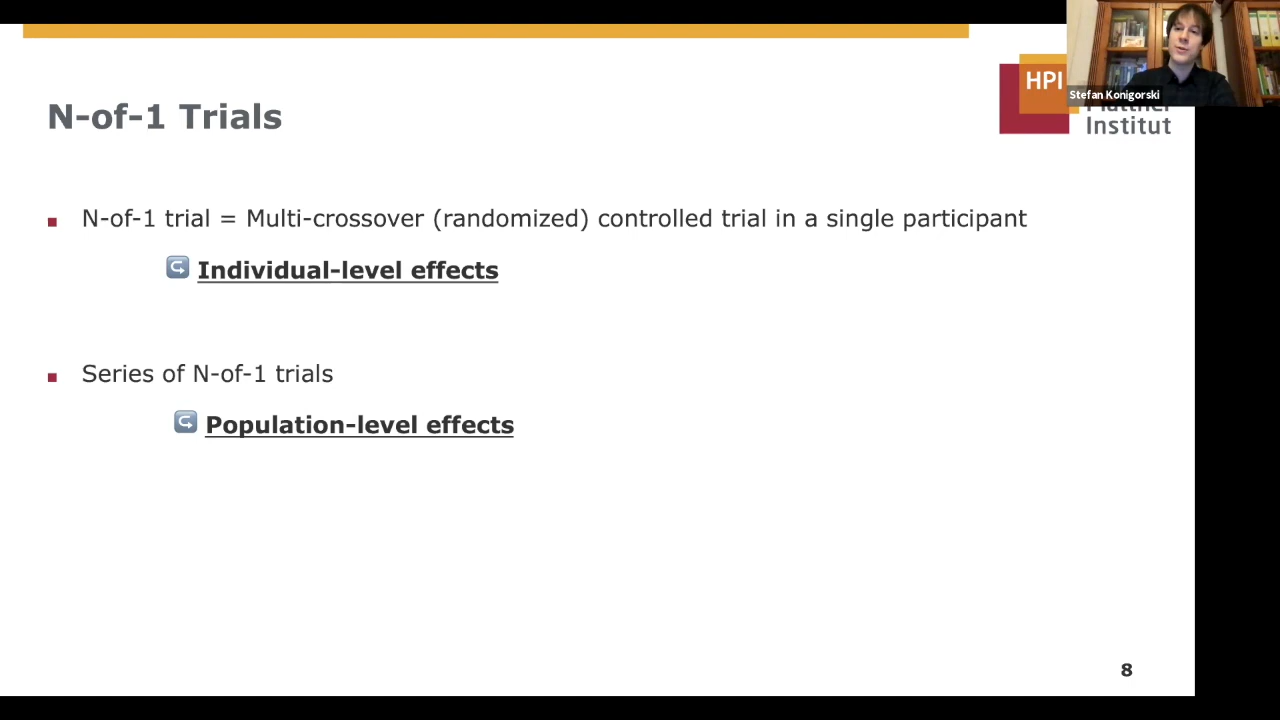 HPI
Stefan Konigorski
Institut
N-of-1 Trials
N-of-1 trial = Multi-crossover (randomized) controlled trial in a single participant
Individual-level effects
Series of N-of-1 trials
Population-level effects
8